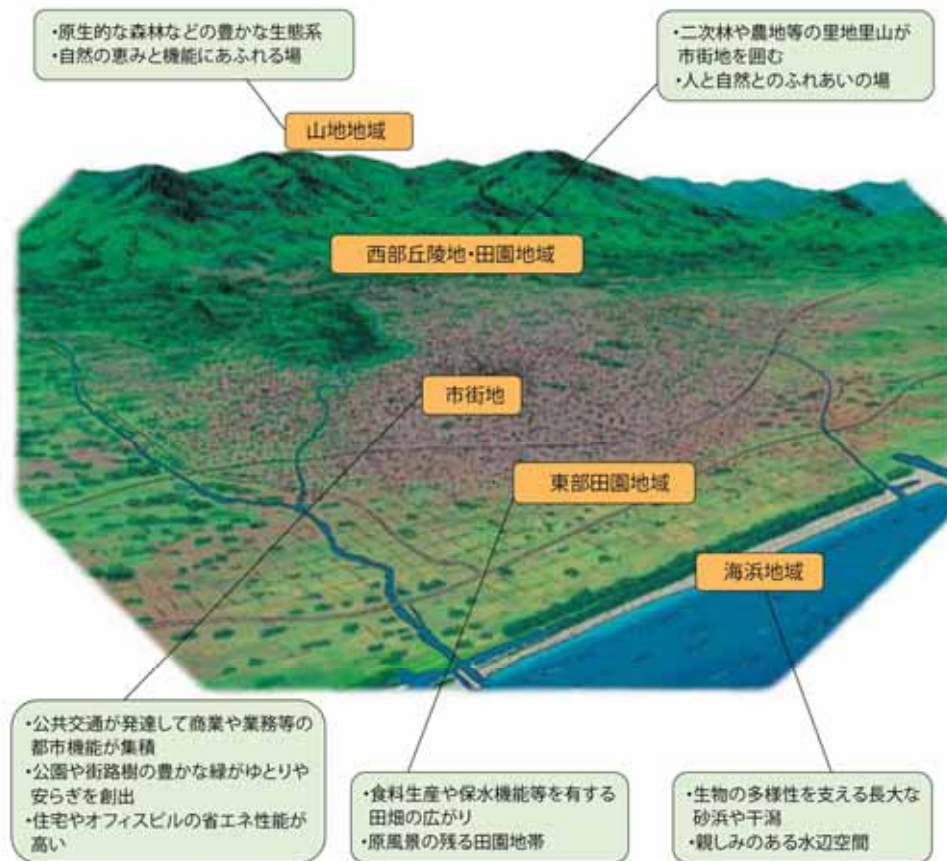 ・原生的な森林などの豊かな生態系
・自然の恵みと機能にあふれる場
・二次林や農地等の里地里山が
市街地を囲む
・人と自然とのふれあいの場
山地地域
西部丘陵地・田園地域
市街地
東部田園地域
海浜地域
・公共交通が発達して商業や業務等の
都市機能が集積
・公園や街路樹の豊かな緑がゆとりや
安らぎを創出
・住宅やオフィスビルの省エネ性能が
高い
・食料生産や保水機能等を有する
田畑の広がり
・原風景の残る田園地帯
・生物の多様性を支える長大な
砂浜や干潟
・親しみのある水辺空間